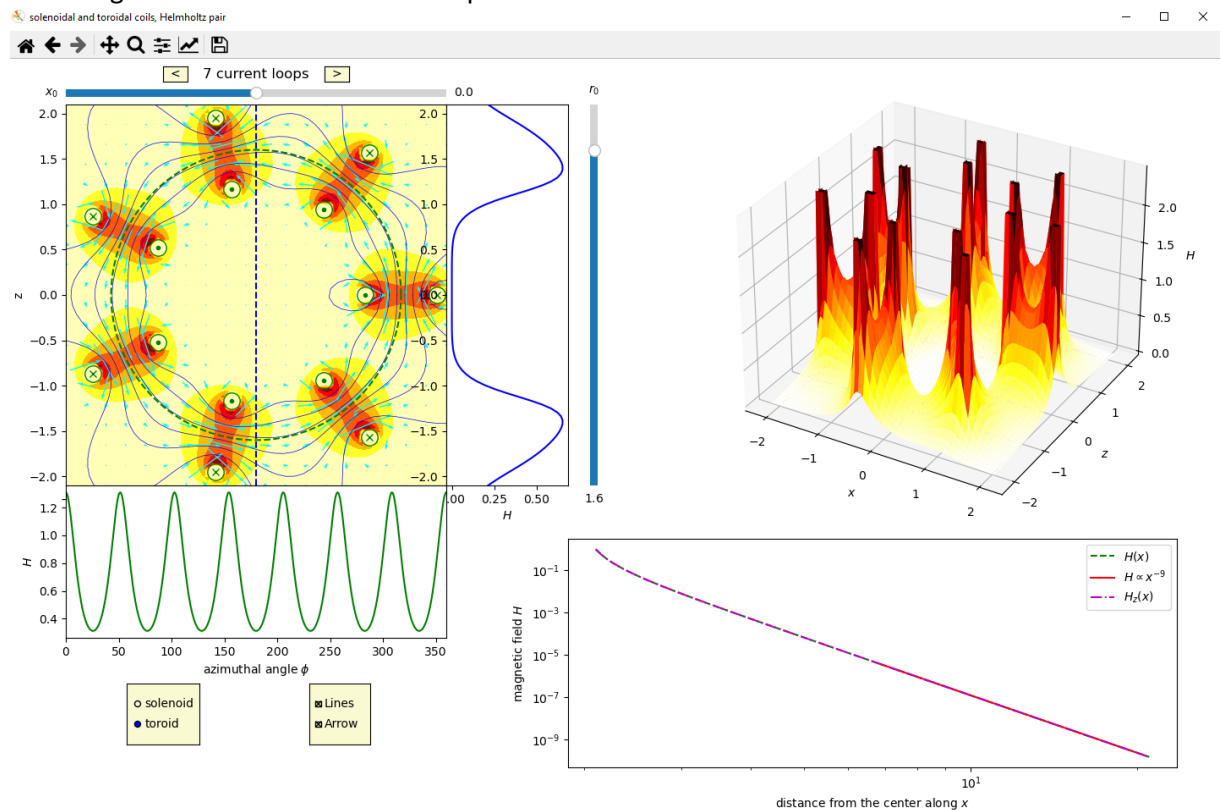 solenoidal and toroidal coils, Helmholtz pair
< 7 current loops >
x₀ 0.0
r₀
2.0
1.5
1.0
0.5
0.0
−0.5
−1.0
−1.5
−2.0
z
2.0
1.5
1.0
0.5
0.0
−0.5
−1.0
−1.5
−2.0
0.25 0.50
H
1.6
2.0
1.5
1.0
0.5
0.0
H
−2 −1 0 1 2
x
−2 −1 0 1 2
z
1.2
1.0
0.8
0.6
0.4
H
0 50 100 150 200 250 300 350
azimuthal angle ϕ
solenoid
toroid
Lines
Arrow
10⁻¹
10⁻³
10⁻⁵
10⁻⁷
10⁻⁹
magnetic field H
H(x)
H ∝ x⁻⁹
H_z(x)
10¹
distance from the center along x